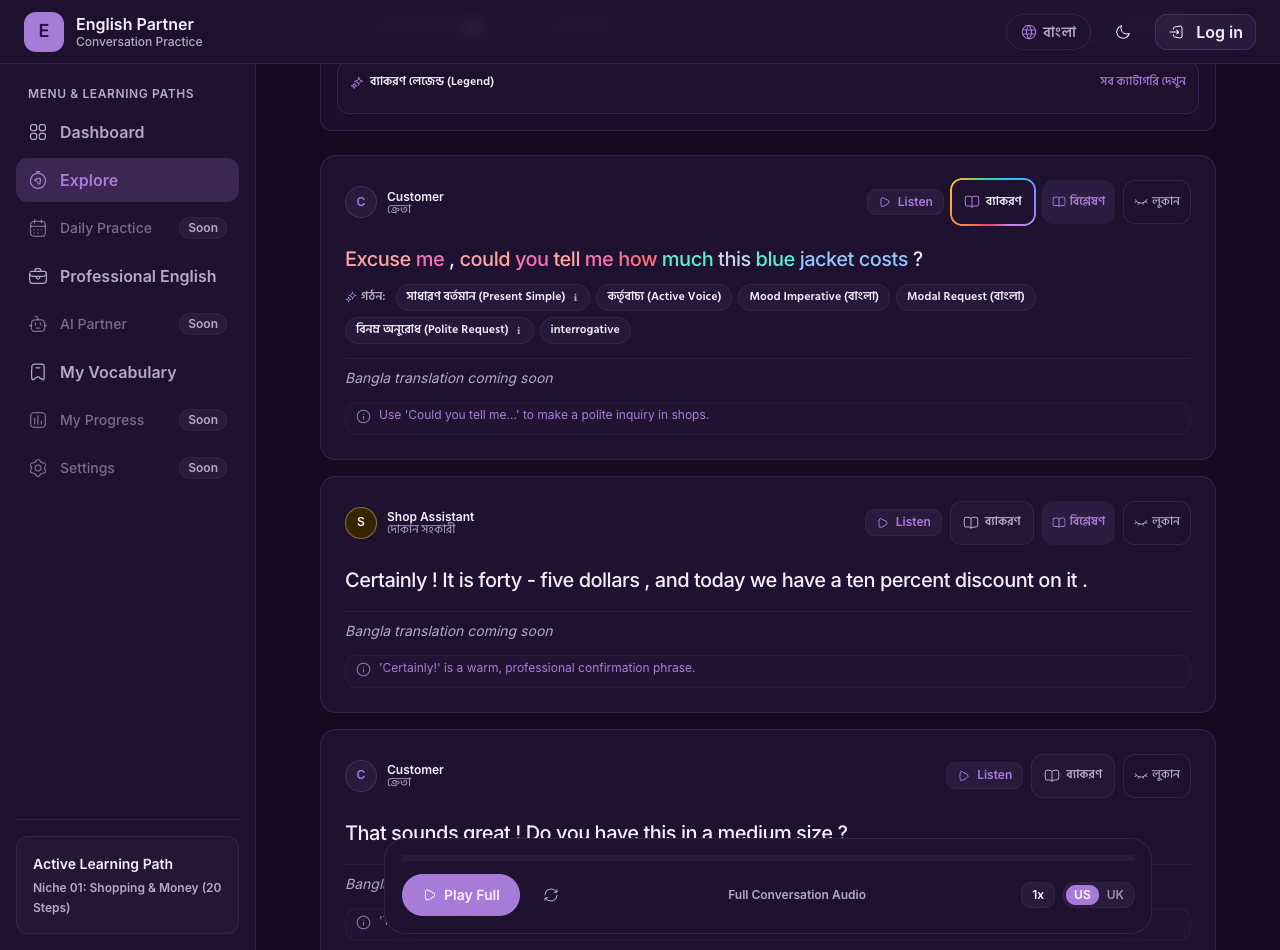 E
English Partner
Conversation Practice
বাংলা
Log in
MENU & LEARNING PATHS
Dashboard
Explore
Daily Practice Soon
Professional English
AI Partner Soon
My Vocabulary
My Progress Soon
Settings Soon
Active Learning Path
Niche 01: Shopping & Money (20
Steps)
ব্যাকরণ লেজেন্ড (Legend) সব ক্যাটাগরি দেখুন
C
Customer
ক্রেতা
Listen ব্যাকরণ বিশ্লেষণ লুকান
Excuse me , could you tell me how much this blue jacket costs ?
গঠন: সাধারণ বর্তমান (Present Simple) কর্তৃবাচ্য (Active Voice) Mood Imperative (বাংলা) Modal Request (বাংলা)
বিনম্র অনুরোধ (Polite Request) interrogative
Bangla translation coming soon
Use 'Could you tell me...' to make a polite inquiry in shops.
S
Shop Assistant
দোকান সহকারী
Listen ব্যাকরণ বিশ্লেষণ লুকান
Certainly ! It is forty - five dollars , and today we have a ten percent discount on it .
Bangla translation coming soon
'Certainly!' is a warm, professional confirmation phrase.
C
Customer
ক্রেতা
Listen ব্যাকরণ লুকান
That sounds great ! Do you have this in a medium size ?
Play Full Full Conversation Audio 1x US UK